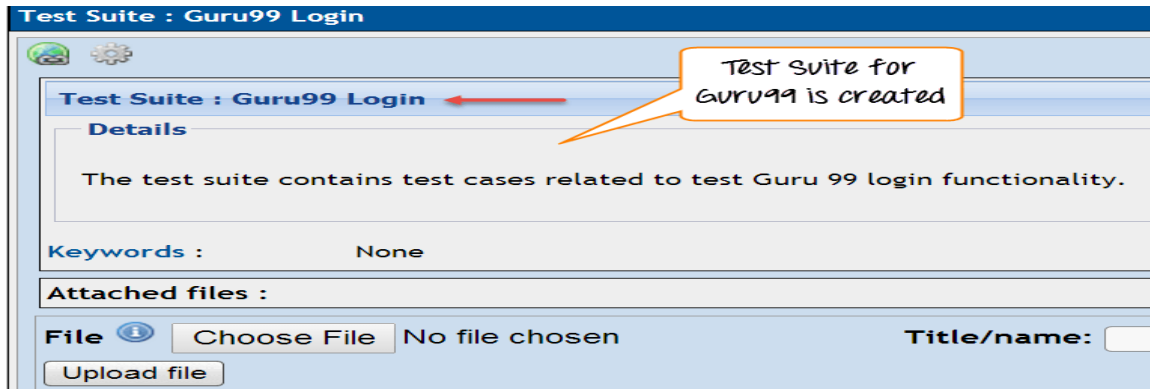 Test Suite : Guru99 Login
Test Suite for
Guru99 is created
Test Suite : Guru99 Login
Details
The test suite contains test cases related to test Guru 99 login functionality.
Keywords : None
Attached files :
File Choose File No file chosen Title/name:
Upload file